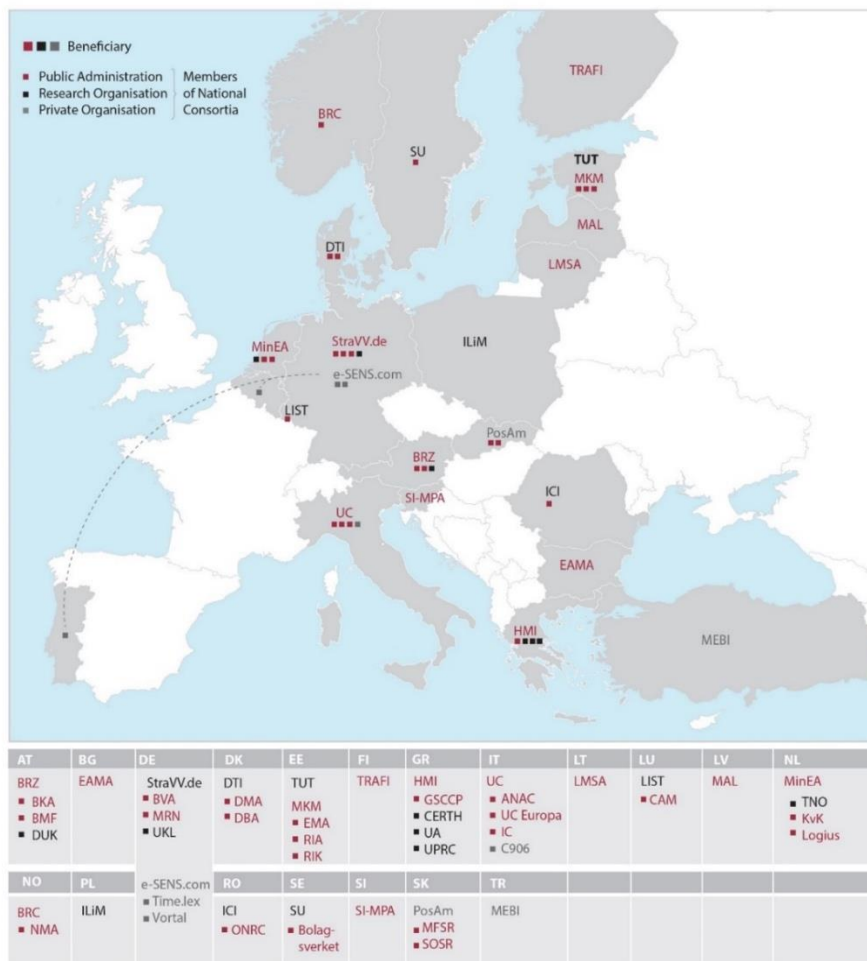 Beneficiary
Public Administration
Research Organisation
Private Organisation
Members
of National
Consortia
TRAFI
BRC
SU
TUT
MKM
MAL
DTI
LMSA
MinEA
StraVV.de
ILiM
e-SENS.com
LIST
PosAm
BRZ
SI-MPA
ICI
UC
EAMA
HMI
MEBI
AT BG DE DK EE FI GR IT LT LU LV NL
BRZ
BKA
BMF
DUK
EAMA
StraVV.de
BVA
MRN
UKL
DTI
DMA
DBA
TUT
MKM
EMA
RIA
RIK
TRAFI
HMI
GSCCP
CERTH
UA
UPRC
UC
ANAC
UC Europa
IC
C906
LMSA
LIST
CAM
MAL
MinEA
TNO
KvK
Logius
NO PL RO SE SI SK TR
BRC
NMA
ILiM
e-SENS.com
Time.lex
Vortal
ICI
ONRC
SU
Bolag-
sverket
SI-MPA
PosAm
MFSR
SOSR
MEBI